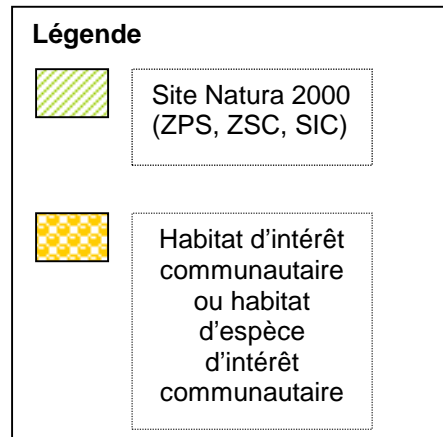 Légende
Site Natura 2000
(ZPS, ZSC, SIC)
Habitat d’intérêt
communautaire
ou habitat
d’espèce
d’intérêt
communautaire